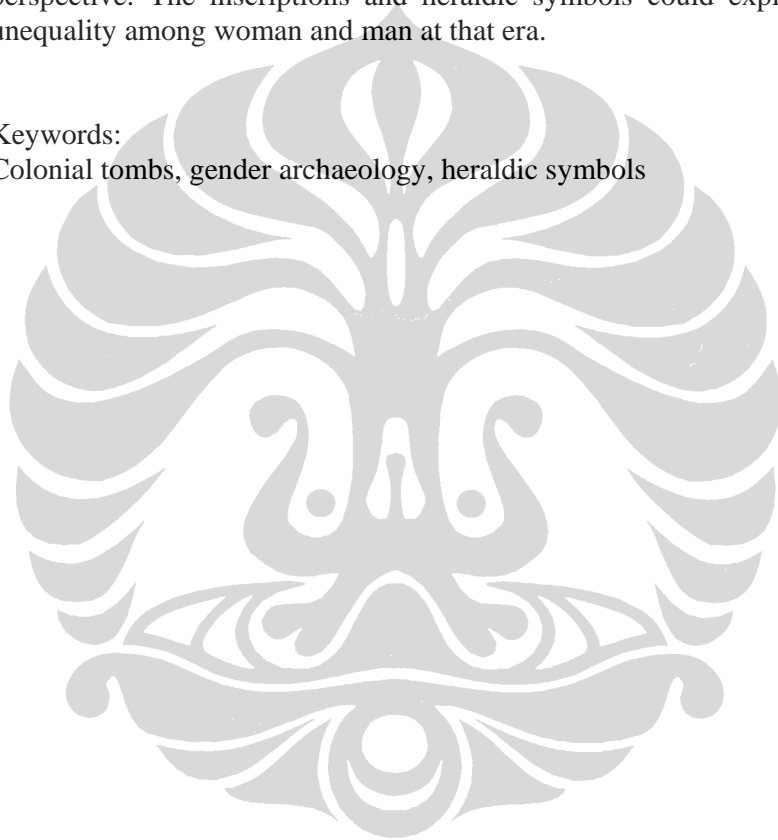 perspective. The inscriptions and heraldic symbols could
unequality among woman and man at that era.
Keywords:
Colonial tombs, gender archaeology, heraldic symbols